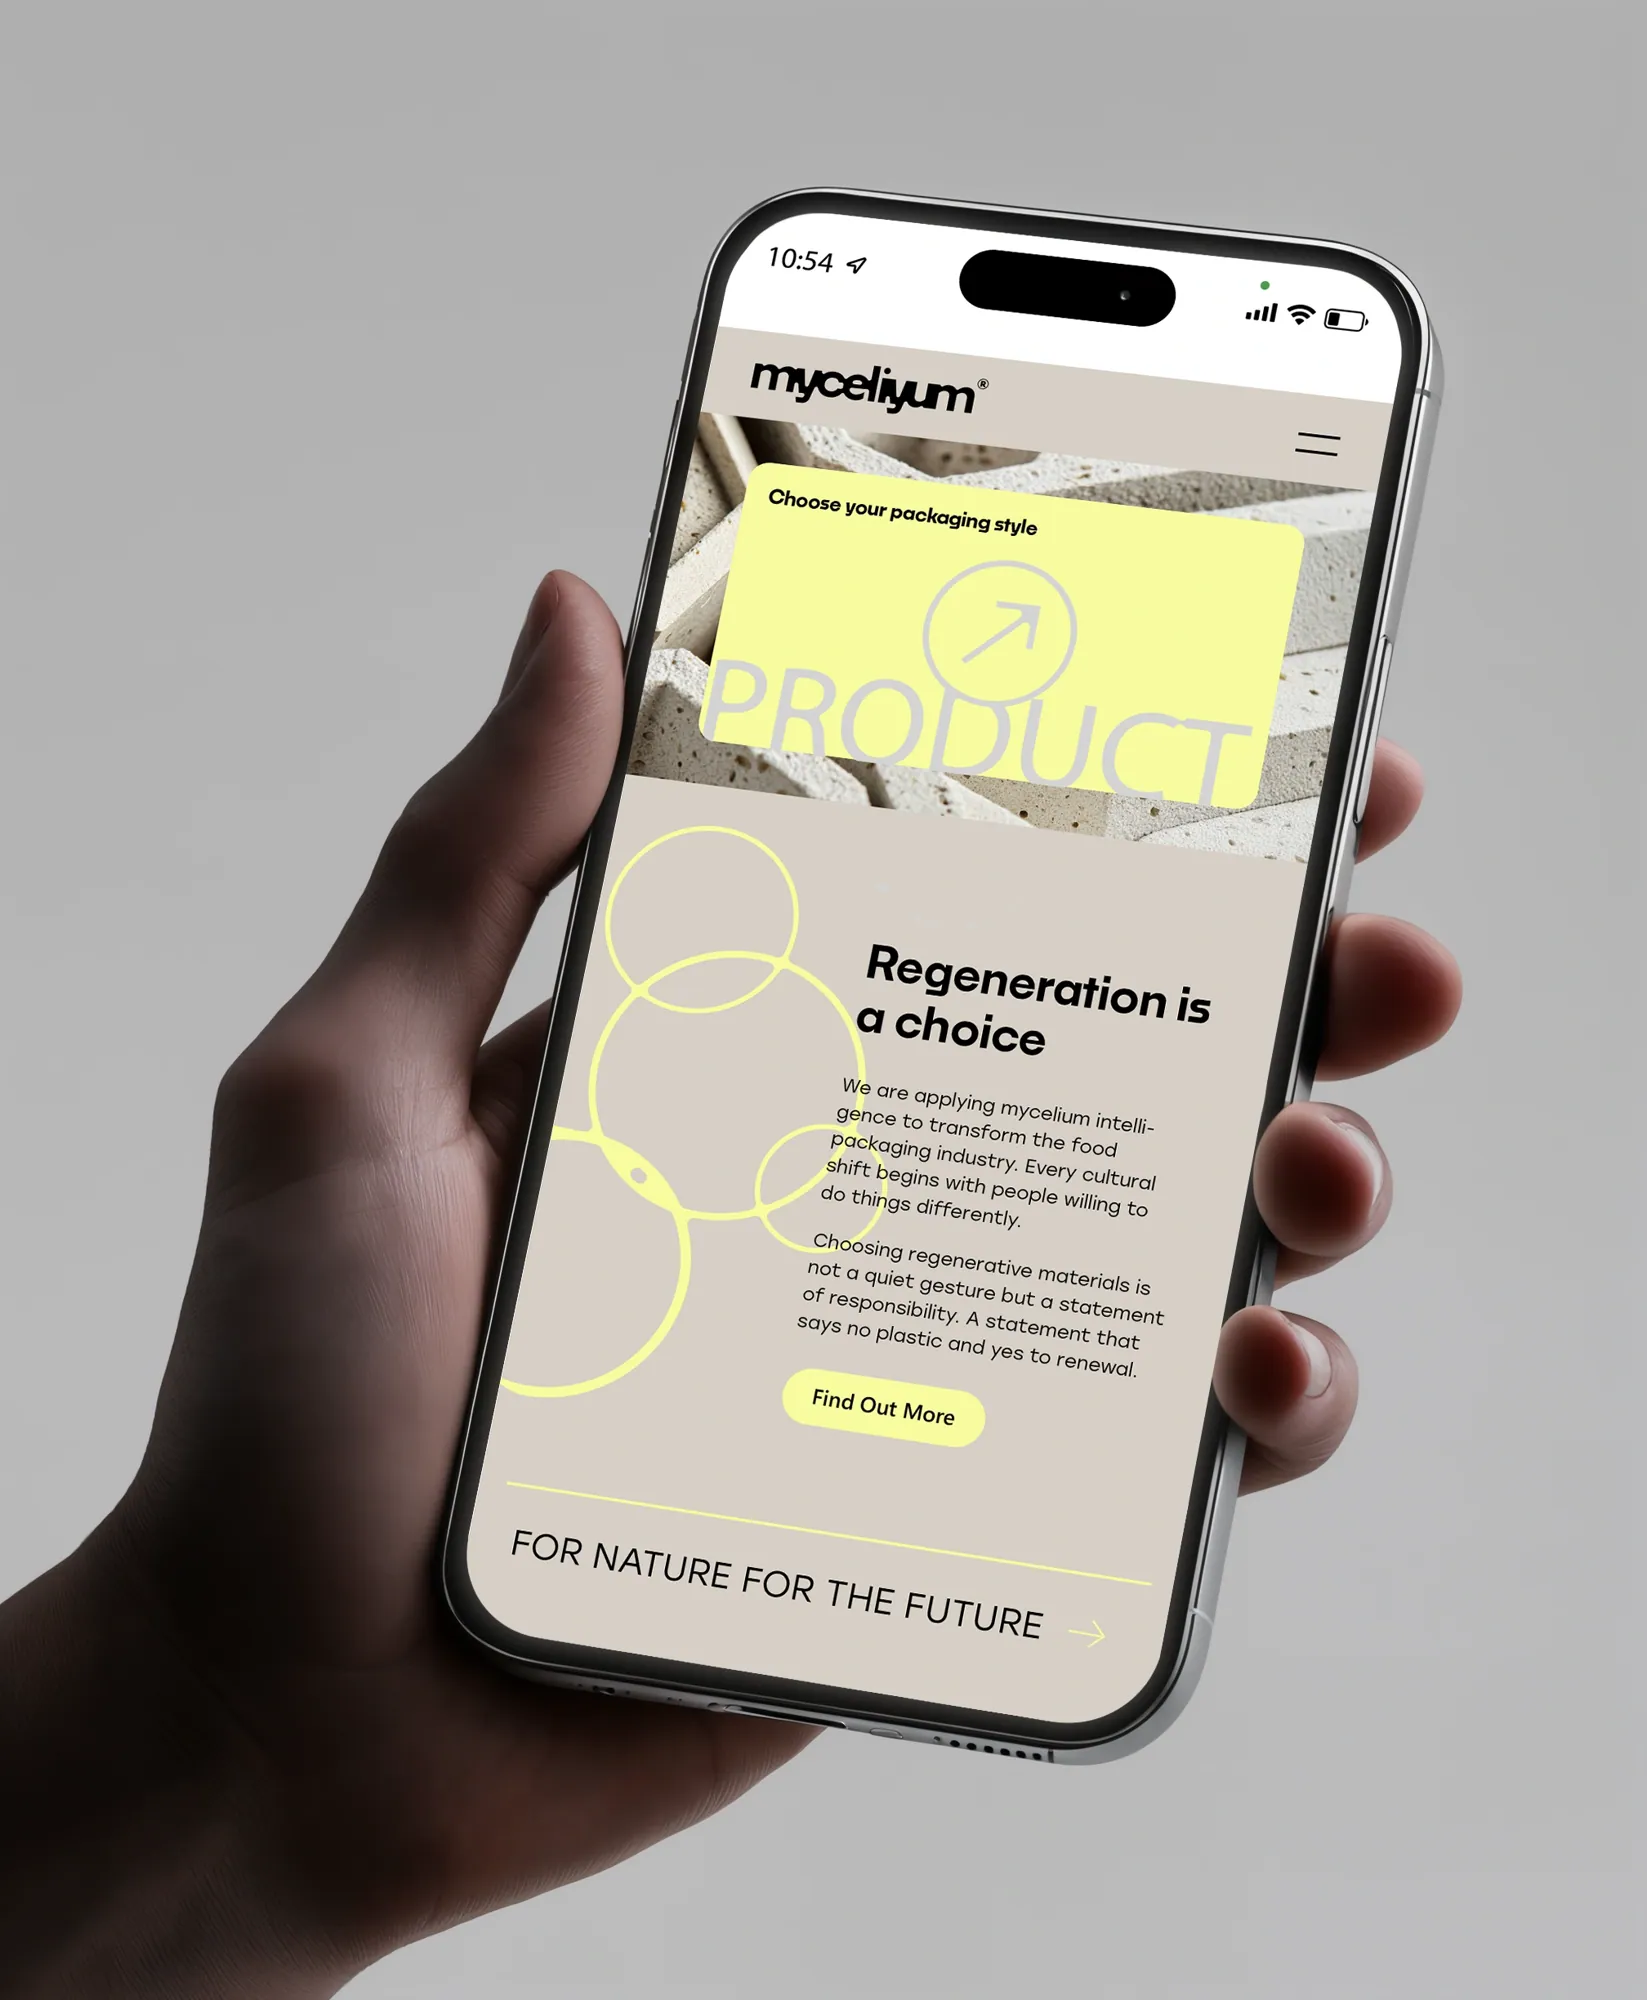 10:54
myceliyum®
Choose your packaging style
PRODUCT
Regeneration is
a choice
We are applying mycelium intelli-
gence to transform the food
packaging industry. Every cultural
shift begins with people willing to
do things differently.
Choosing regenerative materials is
not a quiet gesture but a statement
of responsibility. A statement that
says no plastic and yes to renewal.
Find Out More
FOR NATURE FOR THE FUTURE